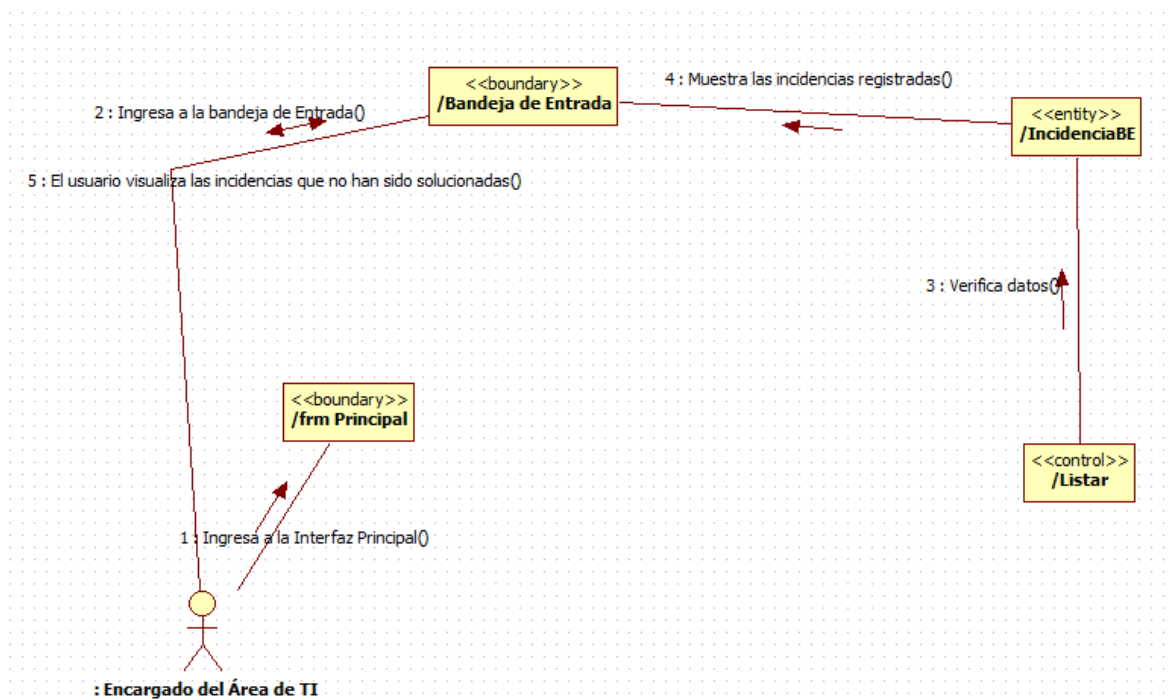 <<boundary>>
/Bandeja de Entrada
4 : Muestra las incidencias registradas()
2 : Ingresa a la bandeja de Entrada()
<<entity>>
/IncidenciaBE
5 : El usuario visualiza las incidencias que no han sido solucionadas()
3 : Verifica datos()
<<boundary>>
/frm Principal
<<control>>
/Listar
1 : Ingresa a la Interfaz Principal()
: Encargado del Área de TI